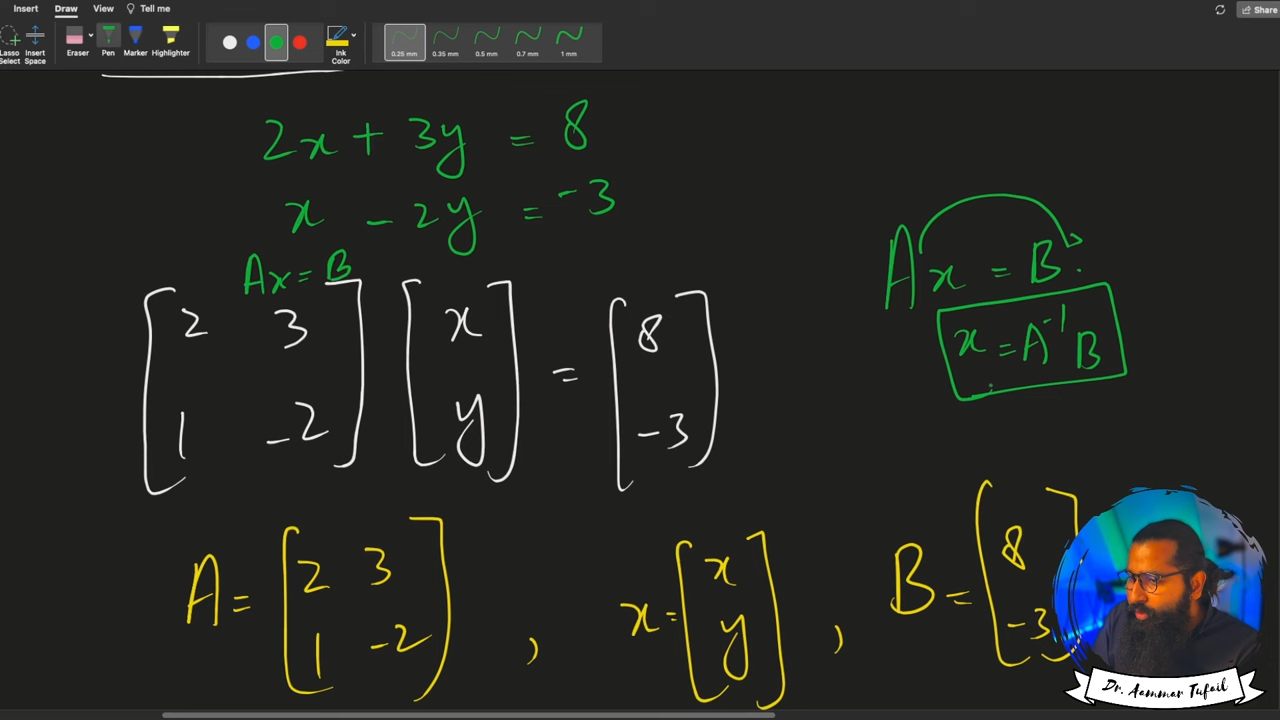 Insert Draw View Tell me
Share
Lasso Select Insert Space Eraser Pen Marker Highlighter Ink Color 0.25 mm 0.35 mm 0.5 mm 0.7 mm 1 mm
2x + 3y = 8
x - 2y = -3
Ax = B
[2 3
1 -2] [x
y] = [8
-3]
Ax = B.
x = A⁻¹ B
A = [2 3
1 -2] , x = [x
y] , B = [8
-3]
Dr. Aammar Tufail